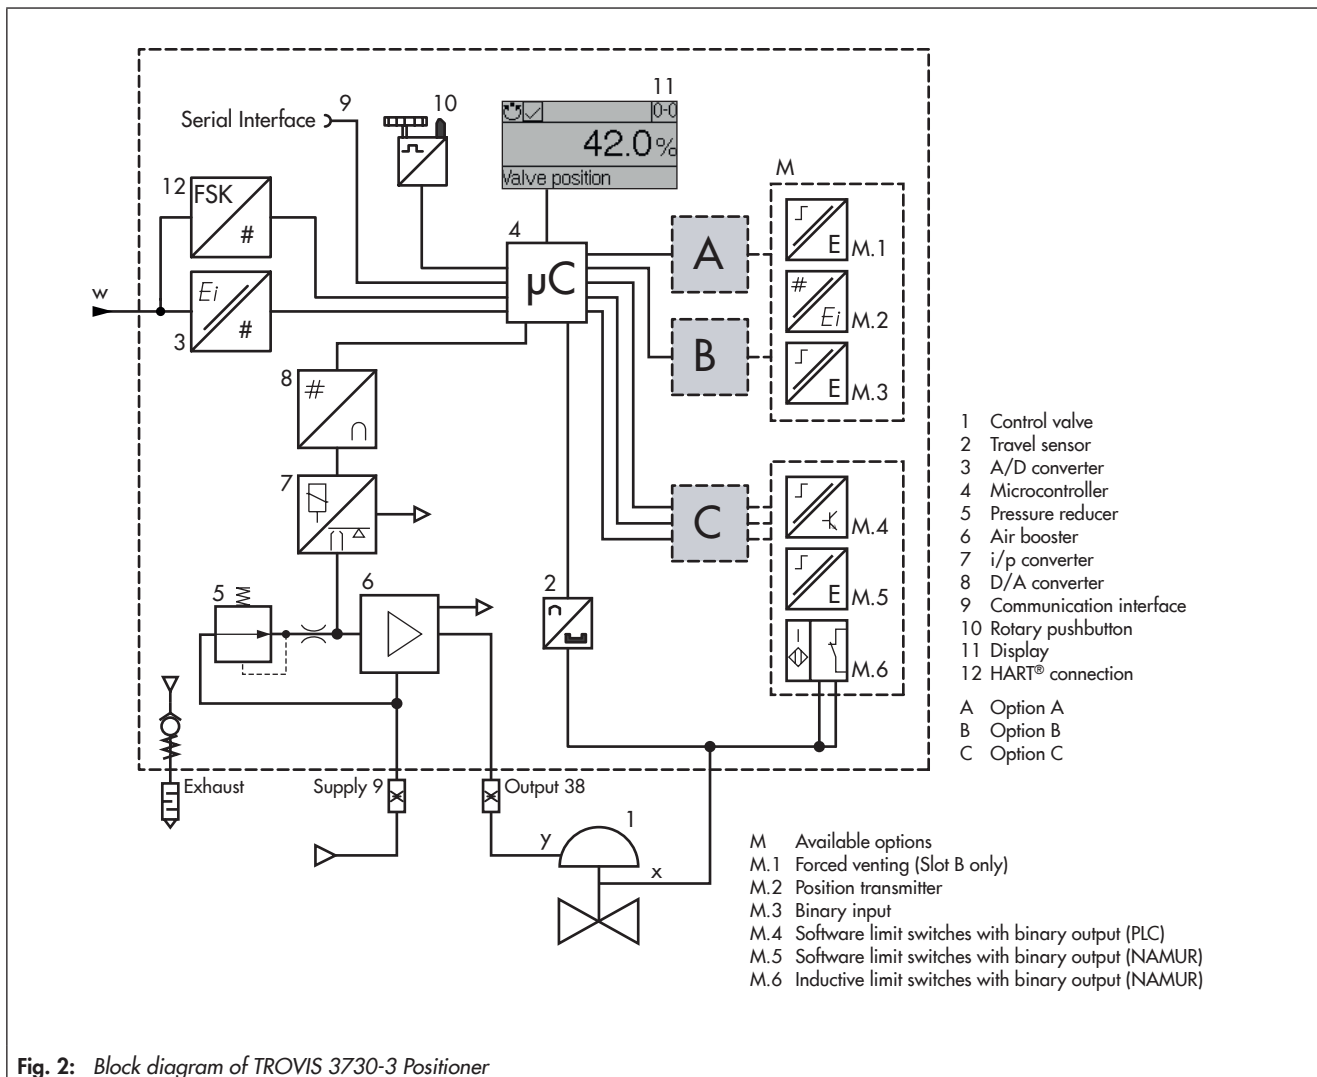 Serial Interface
9
10
11
0-0
42.0%
Valve position
12
FSK
#
w
Ei
#
3
4
µC
A
B
C
M
E
M.1
#
Ei
M.2
E
M.3
M.4
E
M.5
M.6
8
#
7
5
6
2
Exhaust
Supply 9
Output 38
y
1
x
1 Control valve
2 Travel sensor
3 A/D converter
4 Microcontroller
5 Pressure reducer
6 Air booster
7 i/p converter
8 D/A converter
9 Communication interface
10 Rotary pushbutton
11 Display
12 HART® connection
A Option A
B Option B
C Option C
M Available options
M.1 Forced venting (Slot B only)
M.2 Position transmitter
M.3 Binary input
M.4 Software limit switches with binary output (PLC)
M.5 Software limit switches with binary output (NAMUR)
M.6 Inductive limit switches with binary output (NAMUR)
Fig. 2: Block diagram of TROVIS 3730-3 Positioner